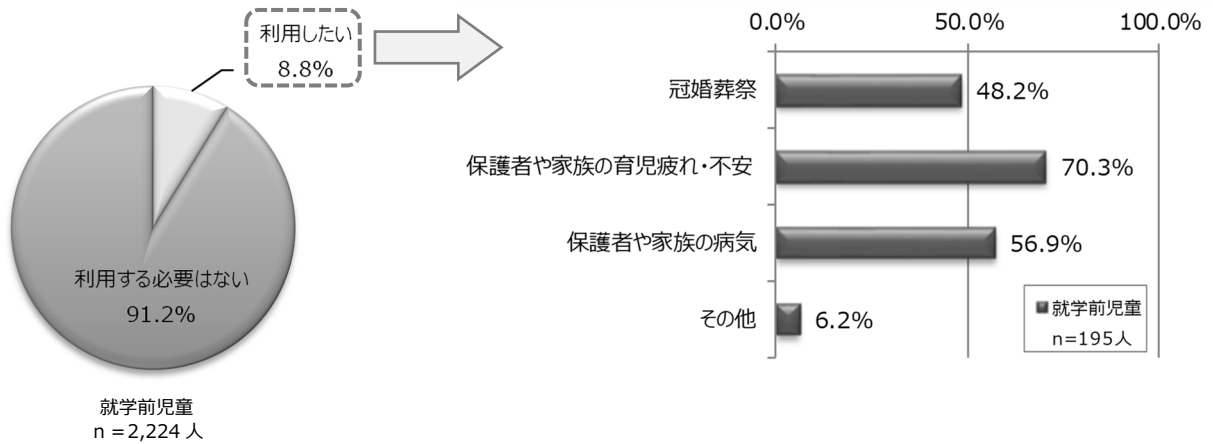 利用したい
8.8%
利用する必要はない
91.2%
就学前児童
n =2,224 人
0.0%
50.0%
100.0%
冠婚葬祭
48.2%
保護者や家族の育児疲れ・不安
70.3%
保護者や家族の病気
56.9%
その他
6.2%
就学前児童
n=195人